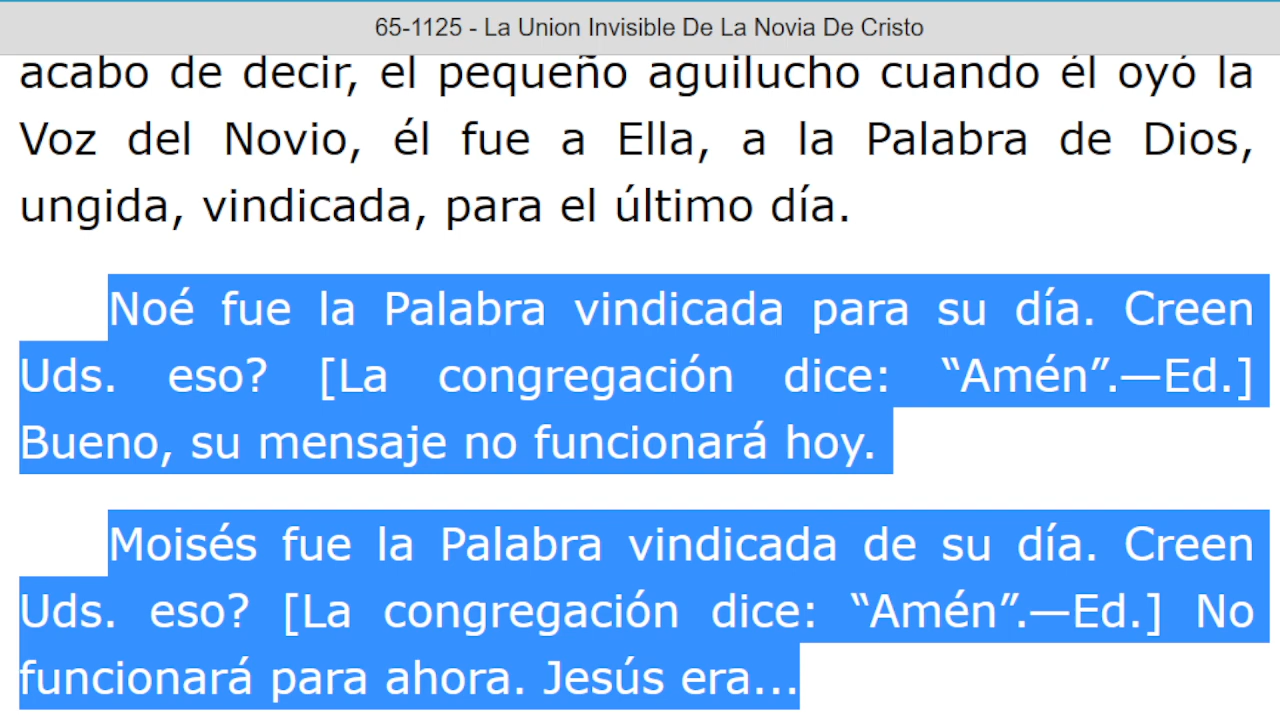 65-1125 - La Union Invisible De La Novia De Cristo
acabo de decir, el pequeño aguilucho cuando él oyó la
Voz del Novio, él fue a Ella, a la Palabra de Dios,
ungida, vindicada, para el último día.
Noé fue la Palabra vindicada para su día. Creen
Uds. eso? [La congregación dice: “Amén”.—Ed.]
Bueno, su mensaje no funcionará hoy.
Moisés fue la Palabra vindicada de su día. Creen
Uds. eso? [La congregación dice: “Amén”.—Ed.] No
funcionará para ahora. Jesús era...